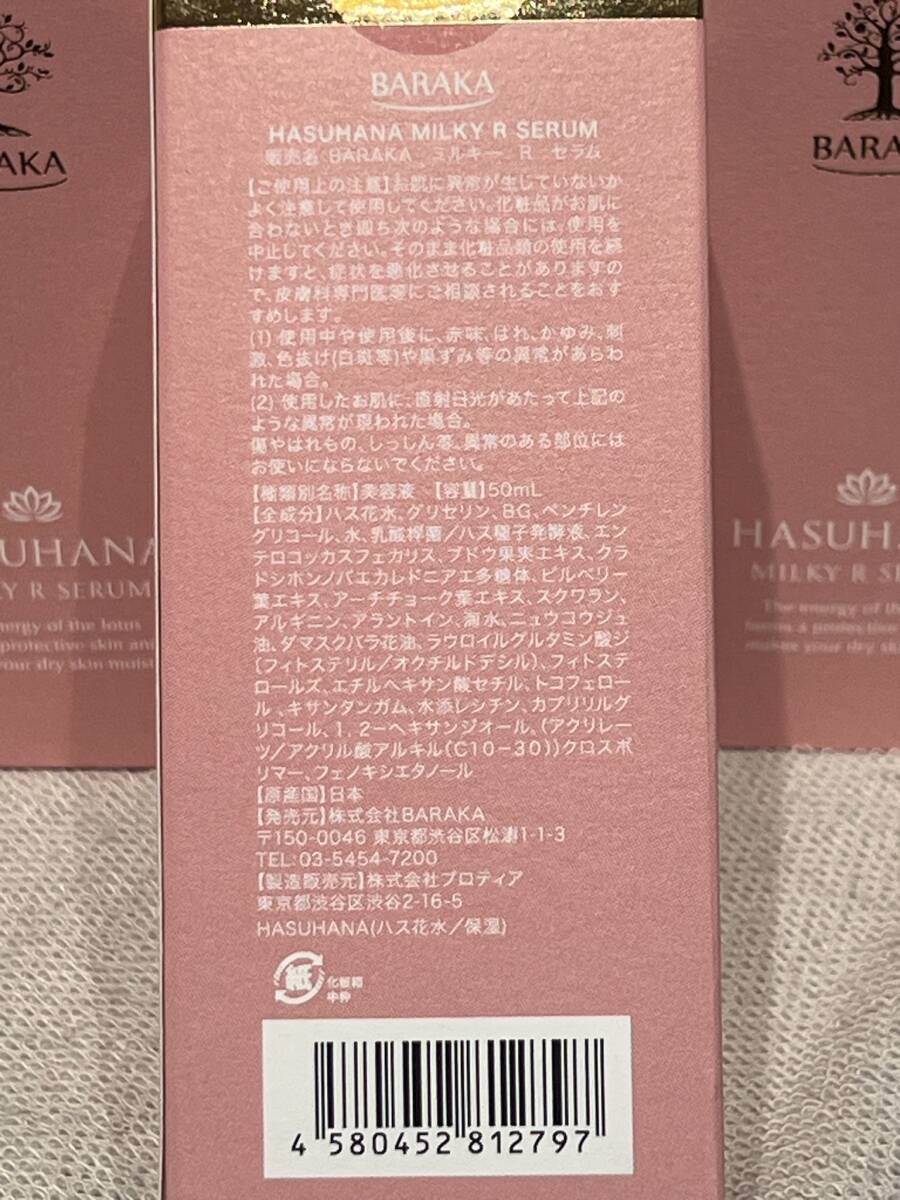 BARAKA
HASUHANA MILKY R SERUM
販売名 BARAKA ミルキー R セラム
【ご使用上の注意】お肌に異常が生じていないか
よく注意して使用してください。化粧品がお肌に
合わないとき即ち次のような場合には、使用を
中止してください。そのまま化粧品類の使用を続
けますと、症状を悪化させることがありますの
で、皮膚科専門医等にご相談されることをおす
すめします。
(1) 使用中や使用後に、赤味、はれ、かゆみ、刺
激、色抜け(白斑等)や黒ずみ等の異常があらわ
れた場合。
(2) 使用したお肌に、直射日光があたって上記の
ような異常が現われた場合。
傷やはれもの、しっしん等、異常のある部位には
お使いにならないでください。
【種類別名称】美容液 【容量】50mL
【全成分】ハス花水、グリセリン、BG、ペンチレン
グリコール、水、乳酸桿菌/ハス種子発酵液、エン
テロコッカスフェカリス、ブドウ果実エキス、クラ
ドシホンノバエカレドニアエ多糖体、ビルベリー
葉エキス、アーチチョーク葉エキス、スクワラン、
アルギニン、アラントイン、海水、ニュウコウジュ
油、ダマスクバラ花油、ラウロイルグルタミン酸ジ
(フィトステリル/オクチルドデシル)、フィトステ
ロールズ、エチルヘキサン酸セチル、トコフェロー
ル、キサンタンガム、水添レシチン、カプリリルグ
リコール、1,2-ヘキサンジオール、(アクリレー
ツ/アクリル酸アルキル(C10-30))クロスポ
リマー、フェノキシエタノール
【原産国】日本
【発売元】株式会社BARAKA
〒150-0046 東京都渋谷区松濤1-1-3
TEL:03-5454-7200
【製造販売元】株式会社プロティア
東京都渋谷区渋谷2-16-5
HASUHANA(ハス花水/保湿)
紙 化粧箱
中枠
4 580452 812797
AKA
SUHANA
KY R SERUM
nergy of the lotus
protective skin and
your dry skin moist
BARA
HASUHA
MILKY R SE
The energy of the